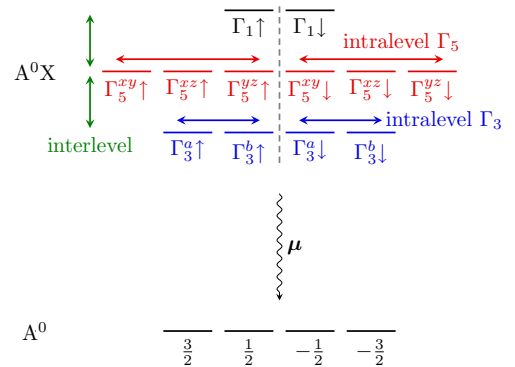 Γ₁↑ Γ₁↓
intralevel Γ₅
A⁰X
Γ₅ˣʸ↑ Γ₅ˣᶻ↑ Γ₅ʸᶻ↑ Γ₅ˣʸ↓ Γ₅ˣᶻ↓ Γ₅ʸᶻ↓
intralevel Γ₃
interlevel
Γ₃ᵃ↑ Γ₃ᵇ↑ Γ₃ᵃ↓ Γ₃ᵇ↓
μ
A⁰
3/2 1/2 −1/2 −3/2